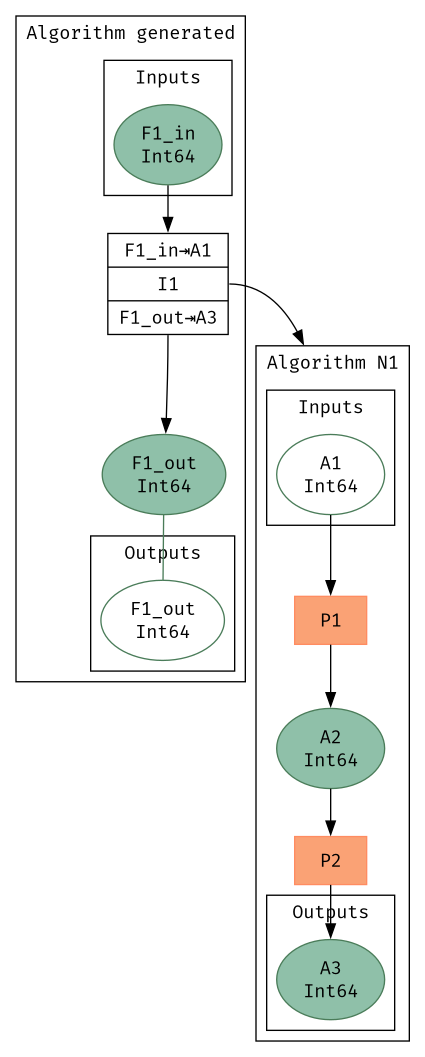 Algorithm generated
Inputs
F1_in
Int64
F1_in⇥A1
I1
F1_out⇥A3
F1_out
Int64
Outputs
F1_out
Int64
Algorithm N1
Inputs
A1
Int64
P1
A2
Int64
P2
Outputs
A3
Int64